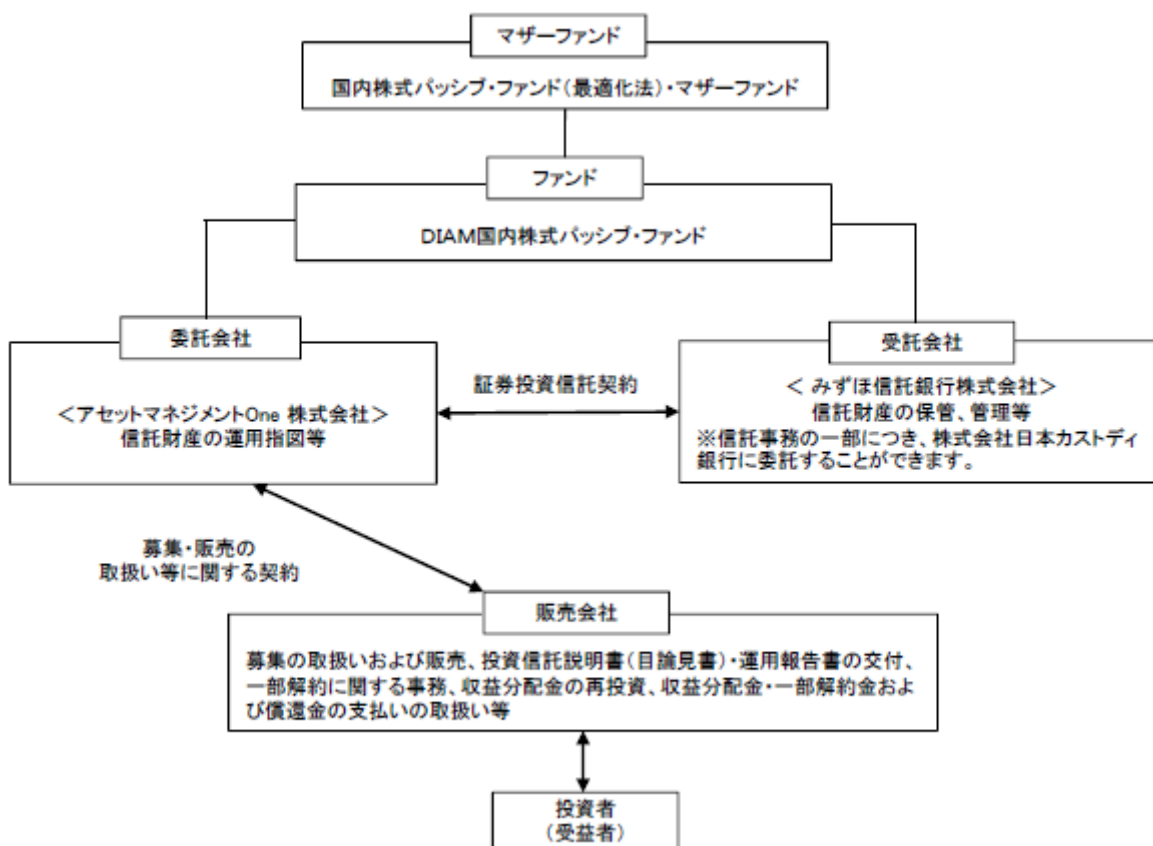 マザーファンド
国内株式パッシブ・ファンド(最適化法)・マザーファンド
ファンド
DIAM国内株式パッシブ・ファンド
委託会社
<アセットマネジメントOne 株式会社>
信託財産の運用指図等
証券投資信託契約
受託会社
< みずほ信託銀行株式会社>
信託財産の保管、管理等
※信託事務の一部につき、株式会社日本カストディ
銀行に委託することができます。
募集・販売の
取扱い等に関する契約
販売会社
募集の取扱いおよび販売、投資信託説明書(目論見書)・運用報告書の交付、
一部解約に関する事務、収益分配金の再投資、収益分配金・一部解約金およ
び償還金の支払いの取扱い等
投資者
(受益者)